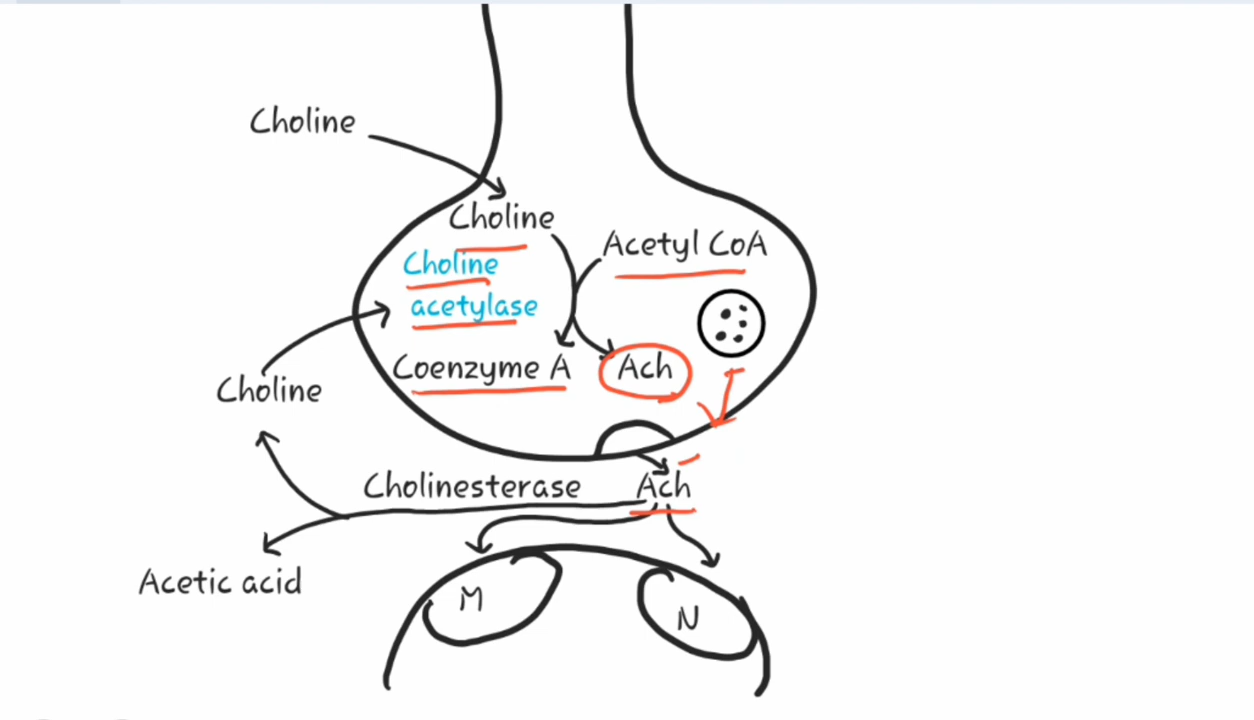 Choline
Choline
Acetyl CoA
Choline
acetylase
Coenzyme A
Ach
Choline
Cholinesterase
Ach
Acetic acid
M
N